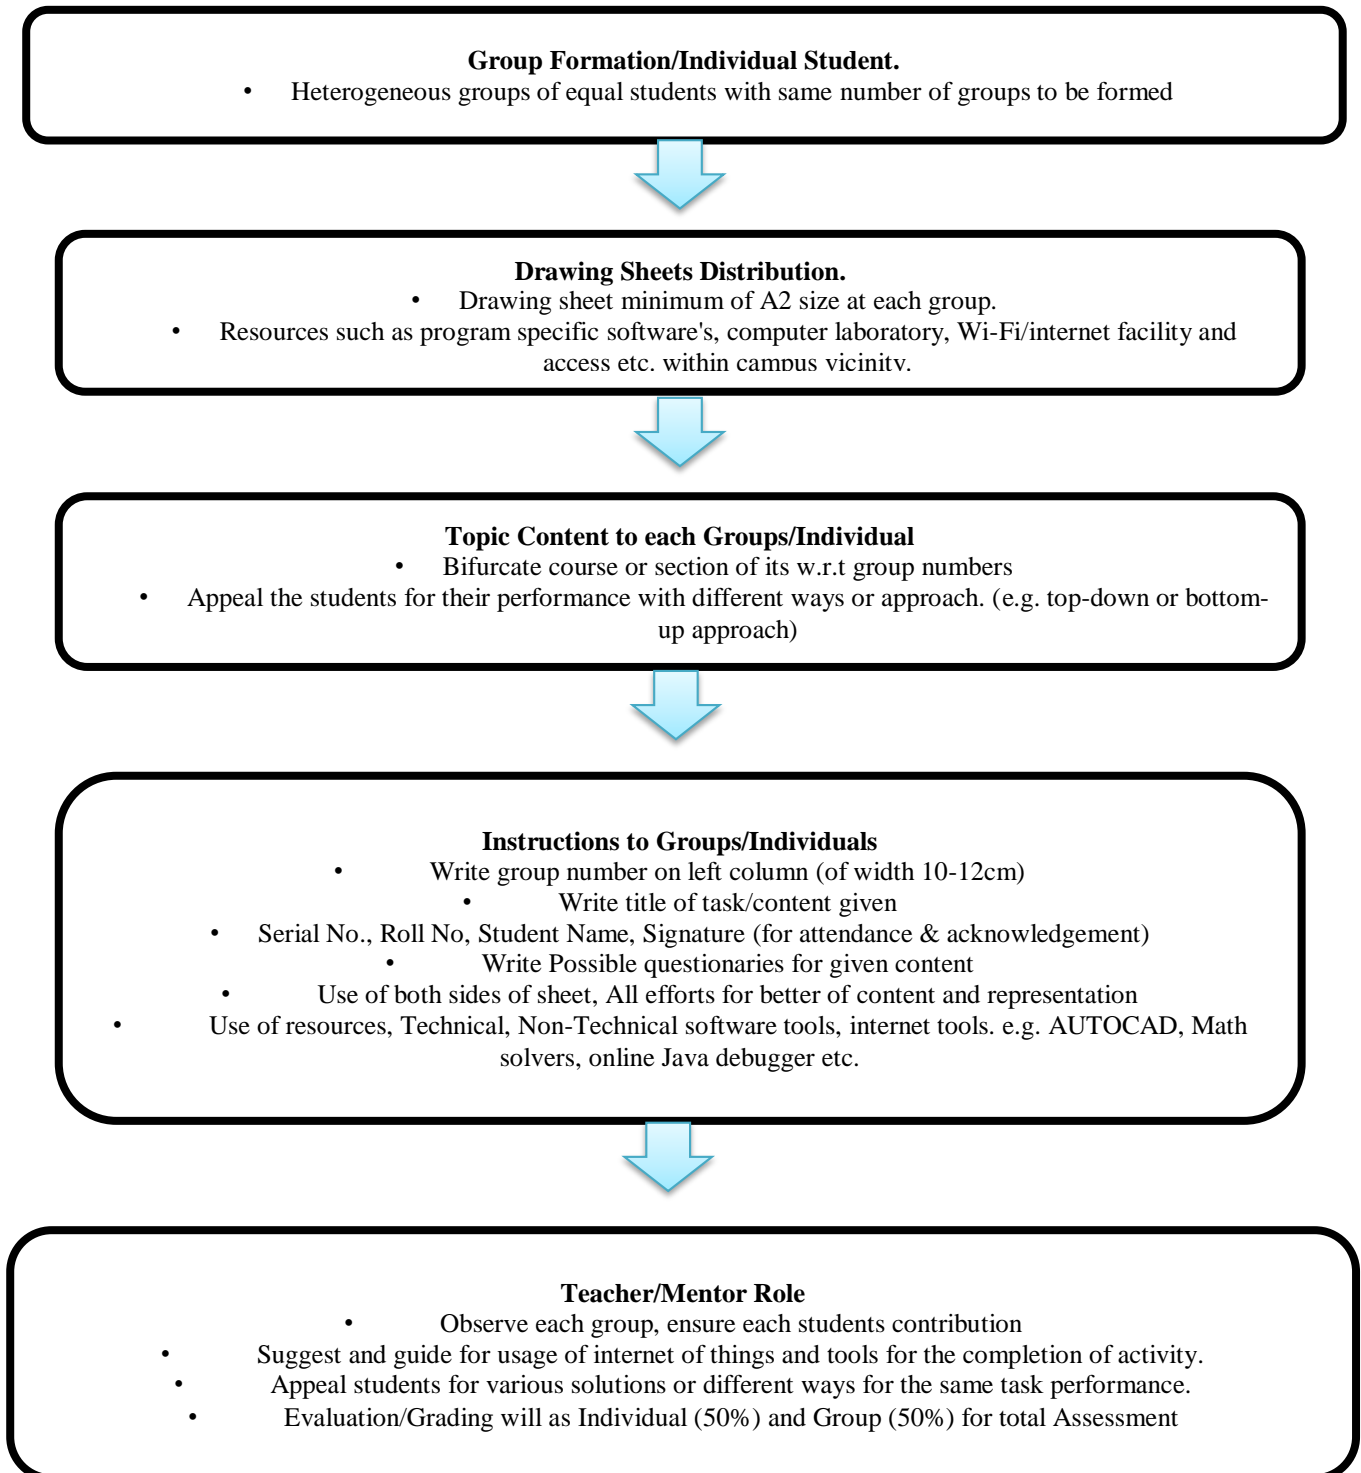 Group Formation/Individual Student.
• Heterogeneous groups of equal students with same number of groups to be formed
Drawing Sheets Distribution.
• Drawing sheet minimum of A2 size at each group.
• Resources such as program specific software's, computer laboratory, Wi-Fi/internet facility and
access etc. within campus vicinity.
Topic Content to each Groups/Individual
• Bifurcate course or section of its w.r.t group numbers
• Appeal the students for their performance with different ways or approach. (e.g. top-down or bottom-
up approach)
Instructions to Groups/Individuals
• Write group number on left column (of width 10-12cm)
• Write title of task/content given
• Serial No., Roll No, Student Name, Signature (for attendance & acknowledgement)
• Write Possible questionaries for given content
• Use of both sides of sheet, All efforts for better of content and representation
• Use of resources, Technical, Non-Technical software tools, internet tools. e.g. AUTOCAD, Math
solvers, online Java debugger etc.
Teacher/Mentor Role
• Observe each group, ensure each students contribution
• Suggest and guide for usage of internet of things and tools for the completion of activity.
• Appeal students for various solutions or different ways for the same task performance.
• Evaluation/Grading will as Individual (50%) and Group (50%) for total Assessment